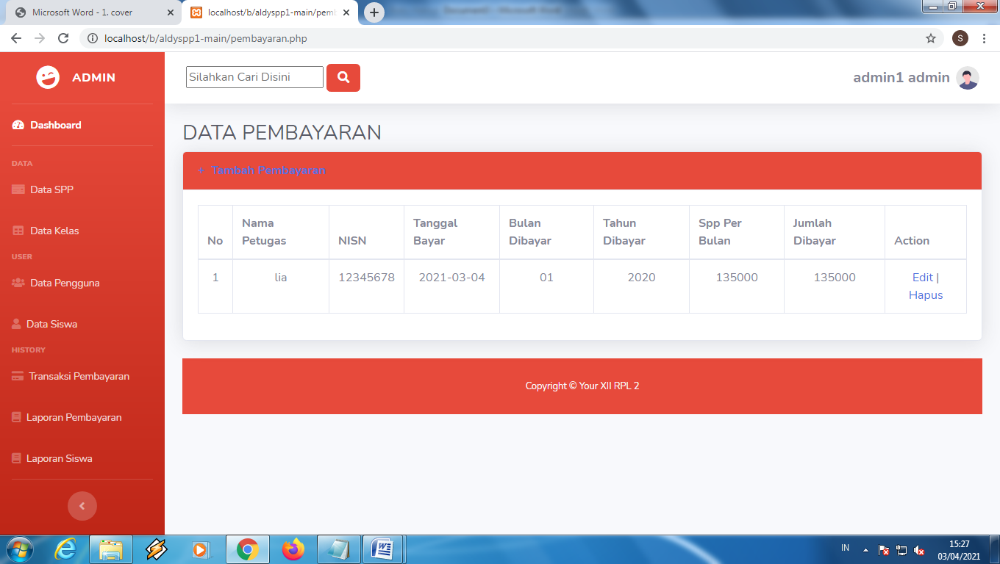 Microsoft Word - 1. cover
localhost/b/aldyspp1-main/pemb
localhost/b/aldyspp1-main/pembayaran.php
S
ADMIN
Silahkan Cari Disini
admin1 admin
Dashboard
DATA
Data SPP
Data Kelas
USER
Data Pengguna
Data Siswa
HISTORY
Transaksi Pembayaran
Laporan Pembayaran
Laporan Siswa
DATA PEMBAYARAN
+ Tambah Pembayaran
No Nama Petugas NISN Tanggal Bayar Bulan Dibayar Tahun Dibayar Spp Per Bulan Jumlah Dibayar Action
1 lia 12345678 2021-03-04 01 2020 135000 135000 Edit |
Hapus
Copyright © Your XII RPL 2
IN
15:27
03/04/2021